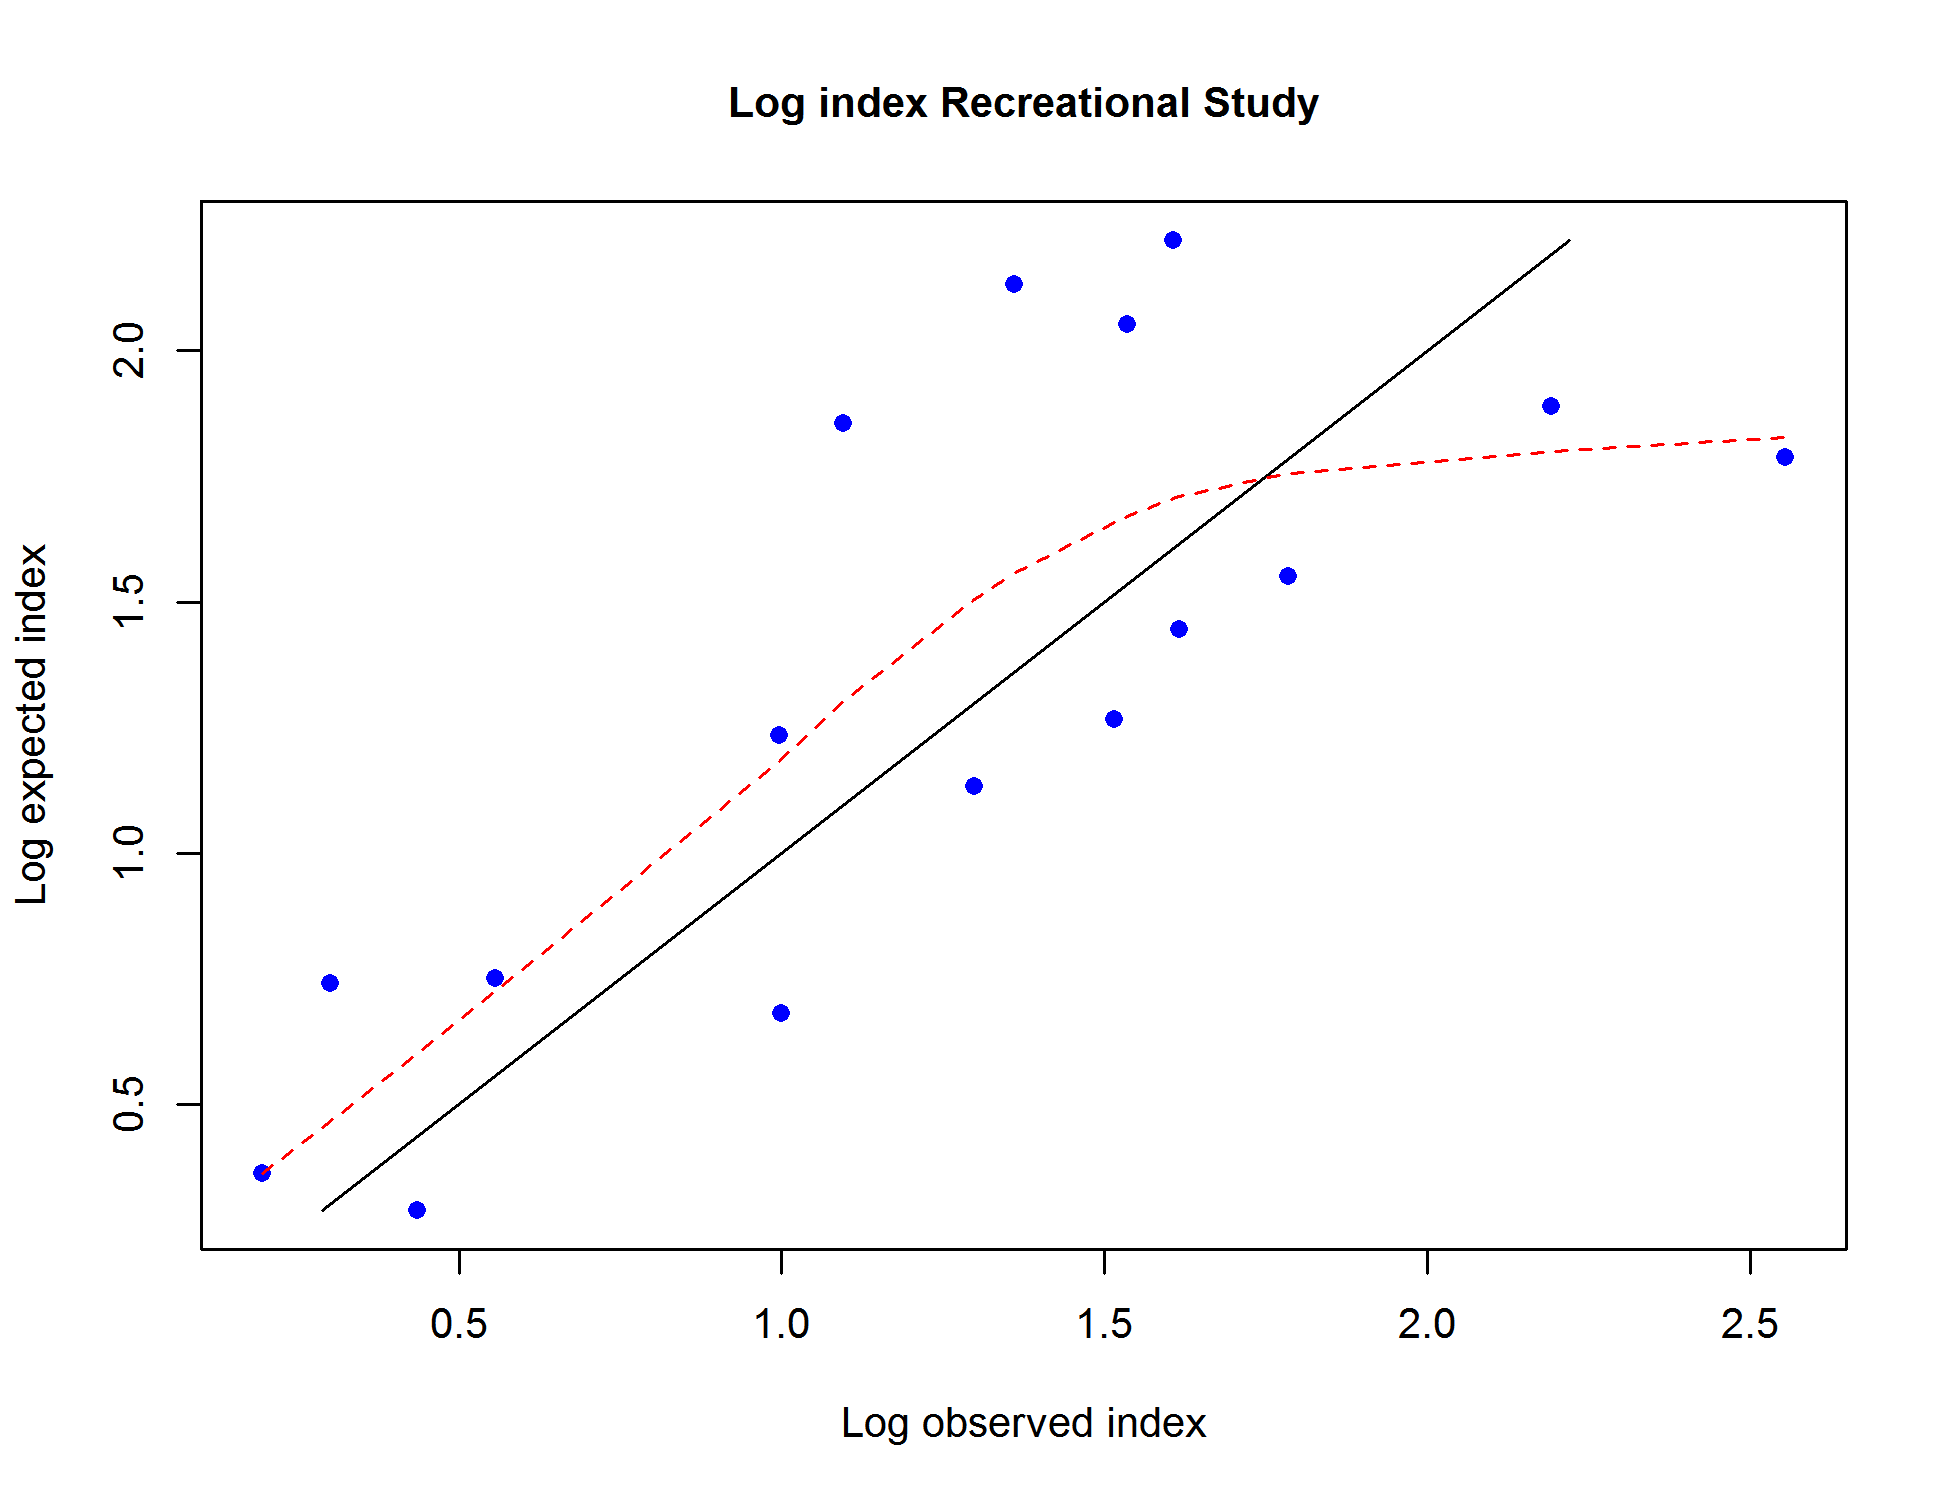 Log index Recreational Study
Log expected index
2.0
1.5
1.0
0.5
0.5 1.0 1.5 2.0 2.5
Log observed index